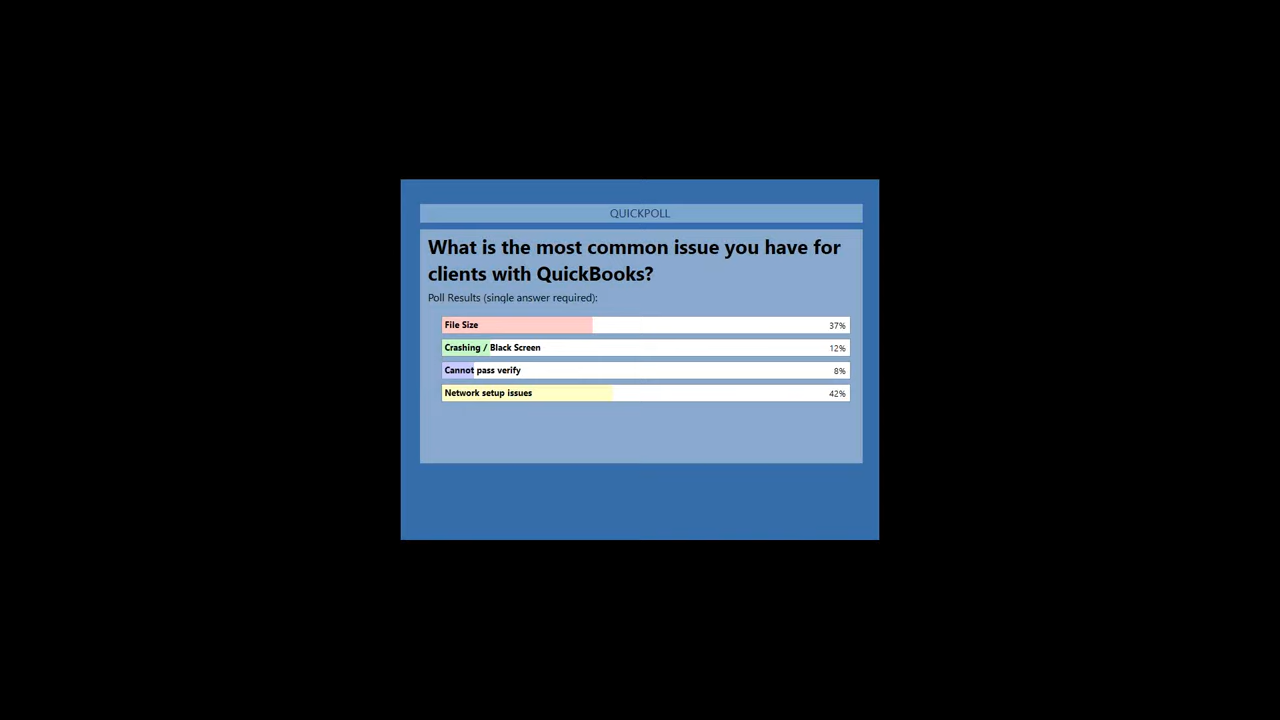 QUICKPOLL
What is the most common issue you have for
clients with QuickBooks?
Poll Results (single answer required):
File Size 37%
Crashing / Black Screen 12%
Cannot pass verify 8%
Network setup issues 42%